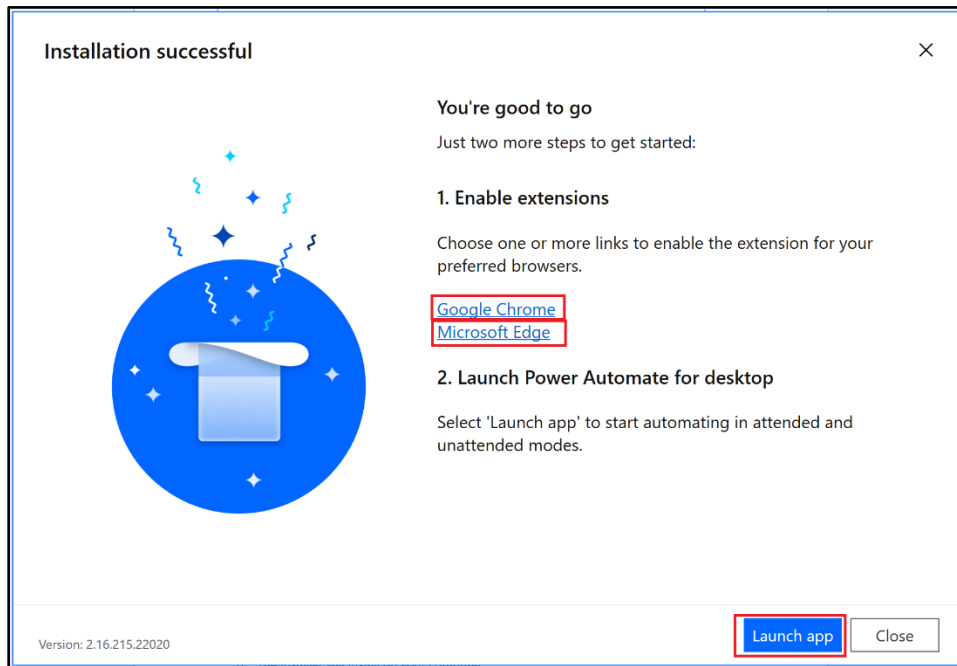 Installation successful
You're good to go
Just two more steps to get started:
1. Enable extensions
Choose one or more links to enable the extension for your
preferred browsers.
Google Chrome
Microsoft Edge
2. Launch Power Automate for desktop
Select 'Launch app' to start automating in attended and
unattended modes.
Version: 2.16.215.22020
Launch app
Close